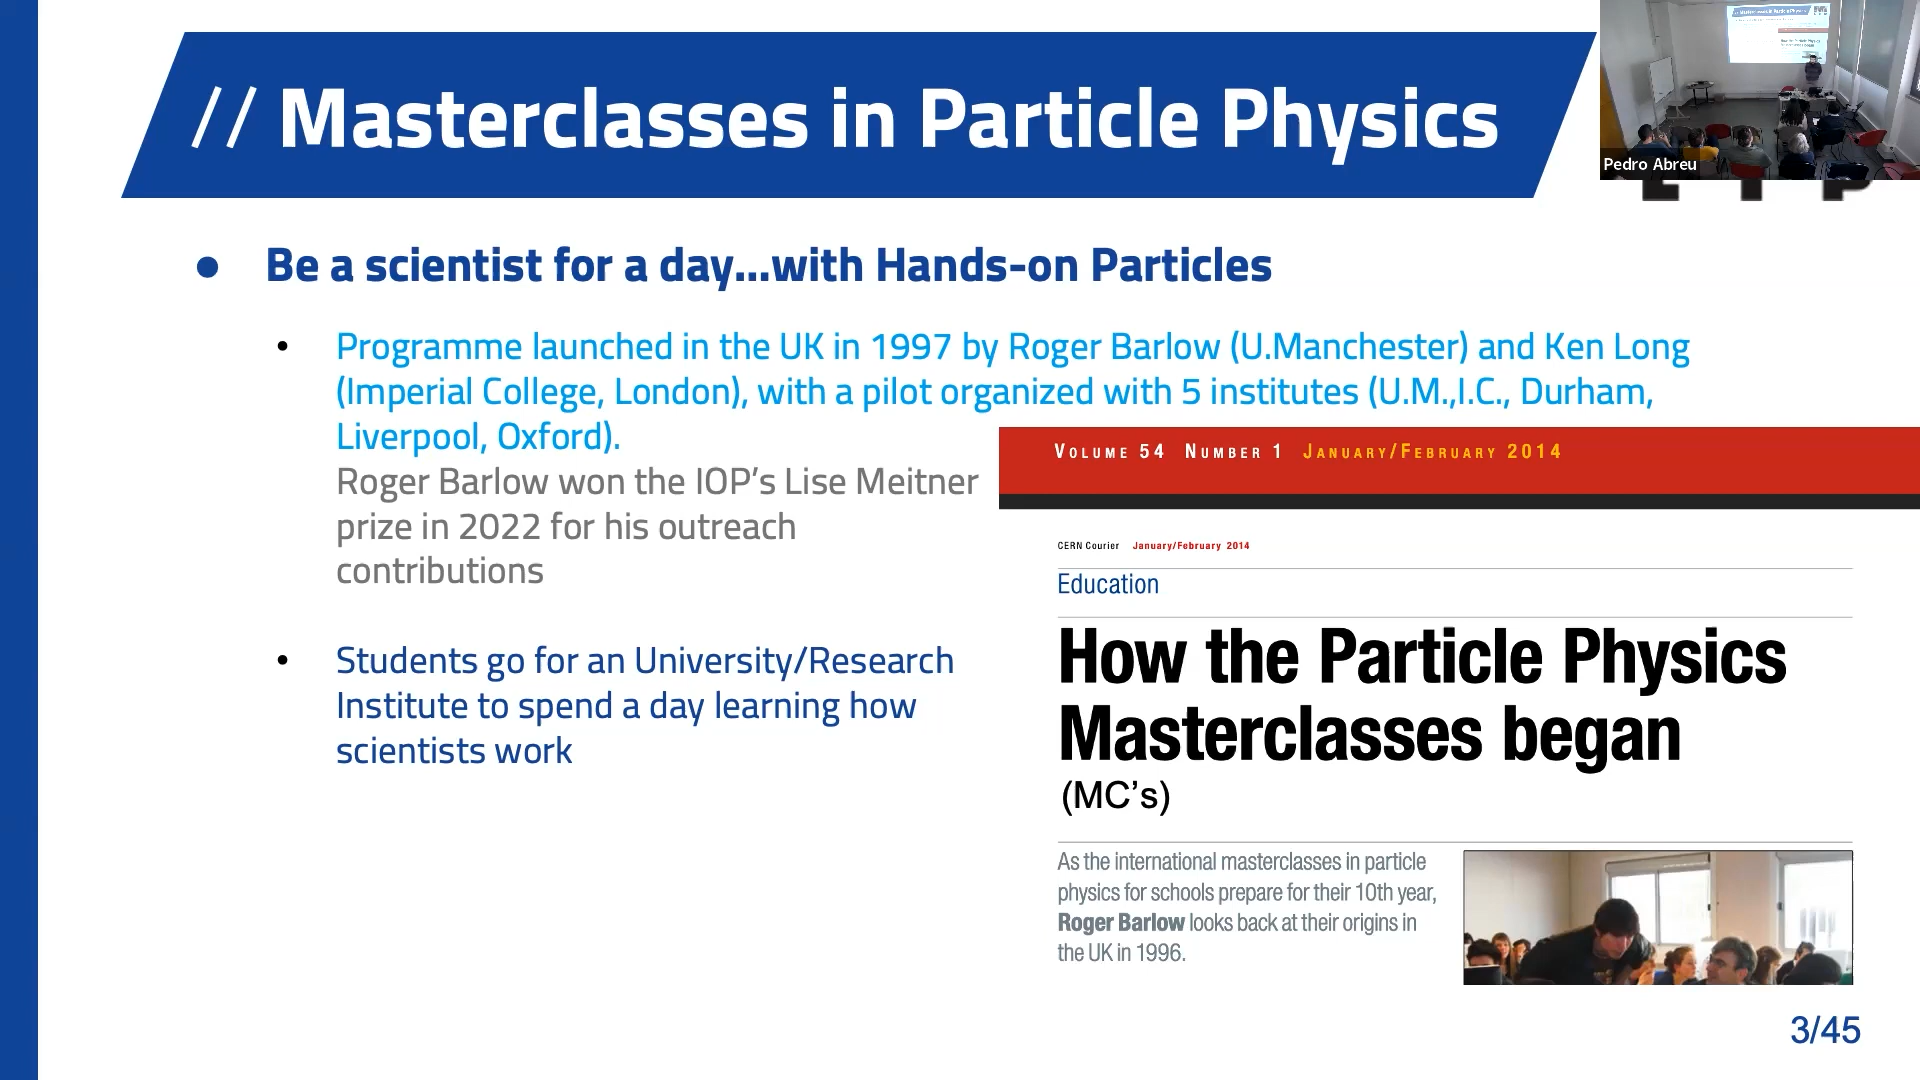 // Masterclasses in Particle Physics
Pedro Abreu
● Be a scientist for a day...with Hands-on Particles
• Programme launched in the UK in 1997 by Roger Barlow (U.Manchester) and Ken Long
(Imperial College, London), with a pilot organized with 5 institutes (U.M.,I.C., Durham,
Liverpool, Oxford).
Roger Barlow won the IOP’s Lise Meitner
prize in 2022 for his outreach
contributions
• Students go for an University/Research
Institute to spend a day learning how
scientists work
Volume 54 Number 1 January/February 2014
CERN Courier January/February 2014
Education
How the Particle Physics
Masterclasses began
(MC’s)
As the international masterclasses in particle
physics for schools prepare for their 10th year,
Roger Barlow looks back at their origins in
the UK in 1996.
3/45